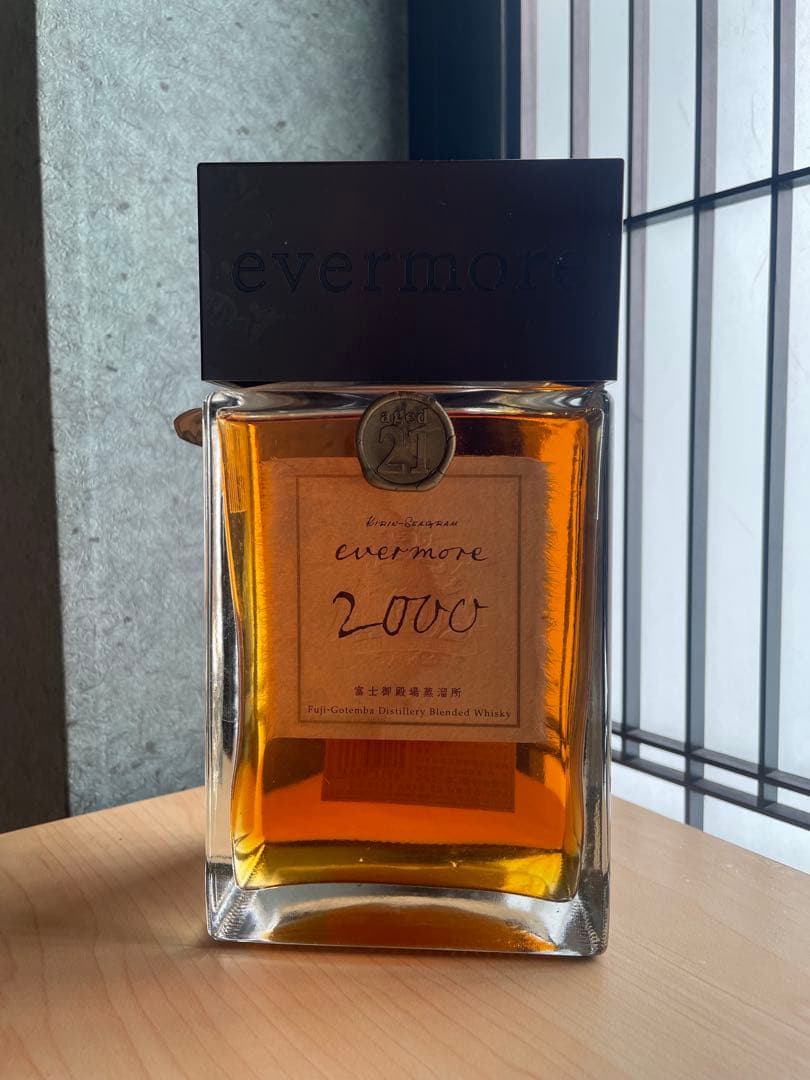 evermore
aged
21
KIRIN-SEAGRAM
evermore
2000
富士御殿場蒸溜所
Fuji-Gotemba Distillery Blended Whisky